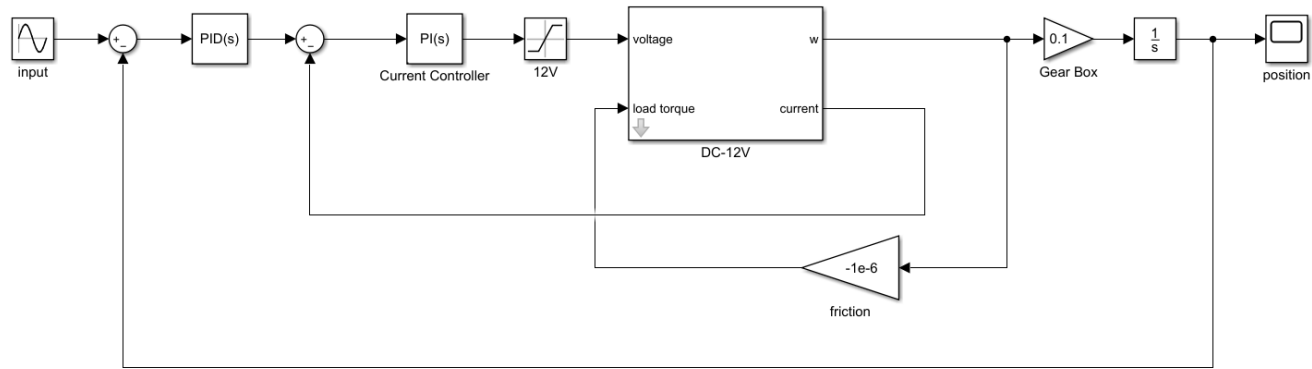 input
+
−
PID(s)
+
−
PI(s)
Current Controller
12V
voltage
load torque
w
current
DC-12V
0.1
Gear Box
1
s
position
-1e-6
friction